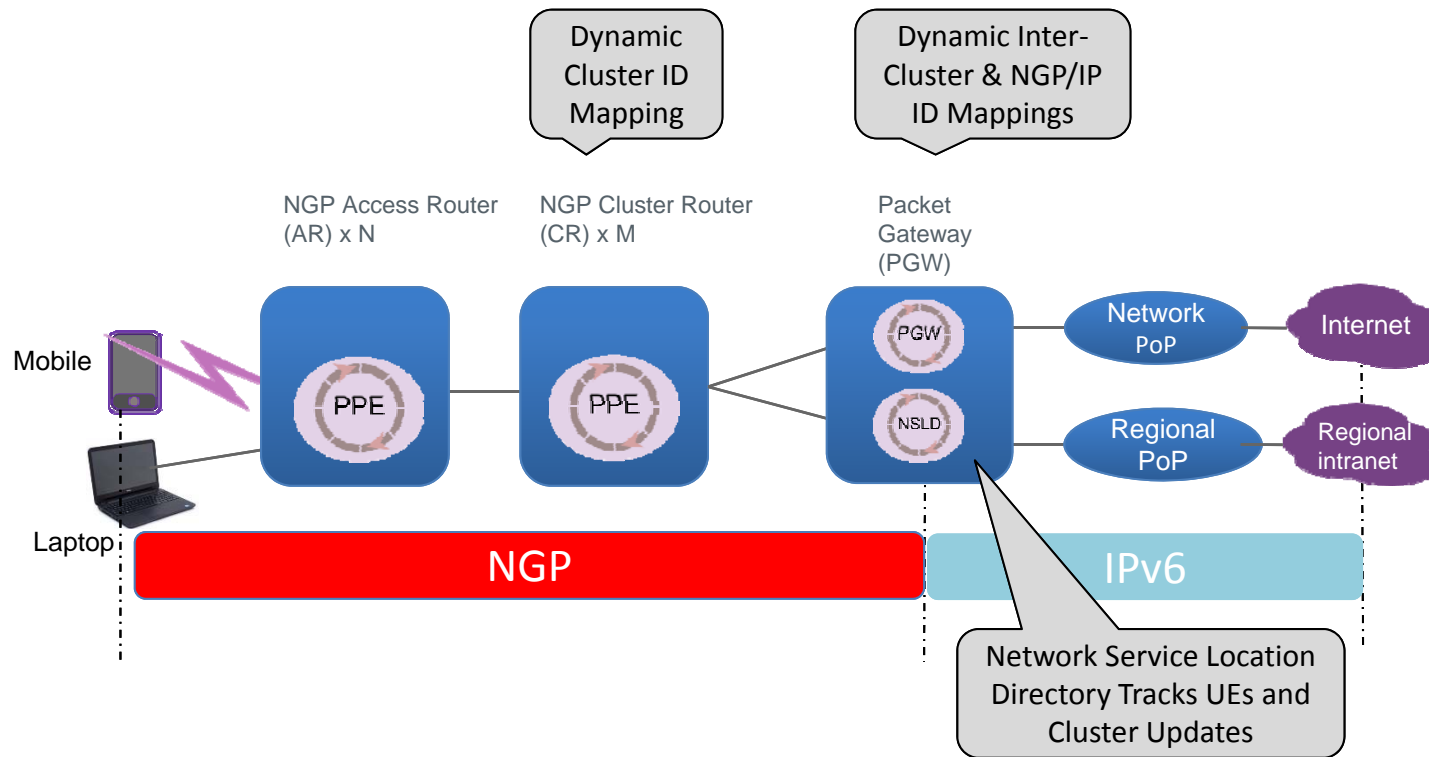 Dynamic
Cluster ID
Mapping
Dynamic Inter-
Cluster & NGP/IP
ID Mappings
NGP Access Router
(AR) x N
NGP Cluster Router
(CR) x M
Packet
Gateway
(PGW)
Mobile
Laptop
PPE
PPE
PGW
NSLD
Network
PoP
Internet
Regional
PoP
Regional
intranet
NGP
IPv6
Network Service Location
Directory Tracks UEs and
Cluster Updates